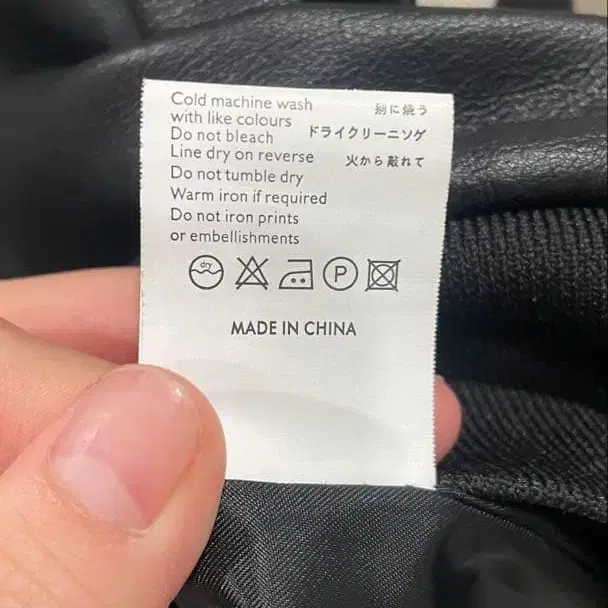 Cold machine wash
with like colours
Do not bleach
Line dry on reverse
Do not tumble dry
Warm iron if required
Do not iron prints
or embellishments
別に焼う
ドライクリーニング
火から敲れて
dry
P
MADE IN CHINA